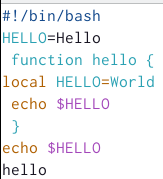 #!/bin/bash
HELLO=Hello
function hello {
local HELLO=World
echo $HELLO
}
echo $HELLO
hello